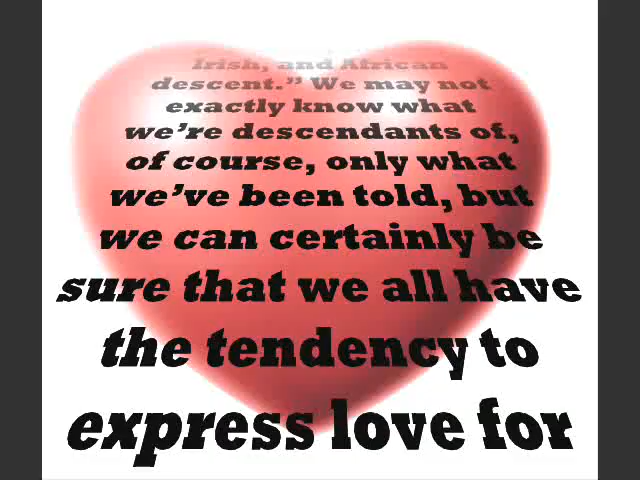 Irish, and African
descent.” We may not
exactly know what
we’re descendants of,
of course, only what
we’ve been told, but
we can certainly be
sure that we all have
the tendency to
express love for